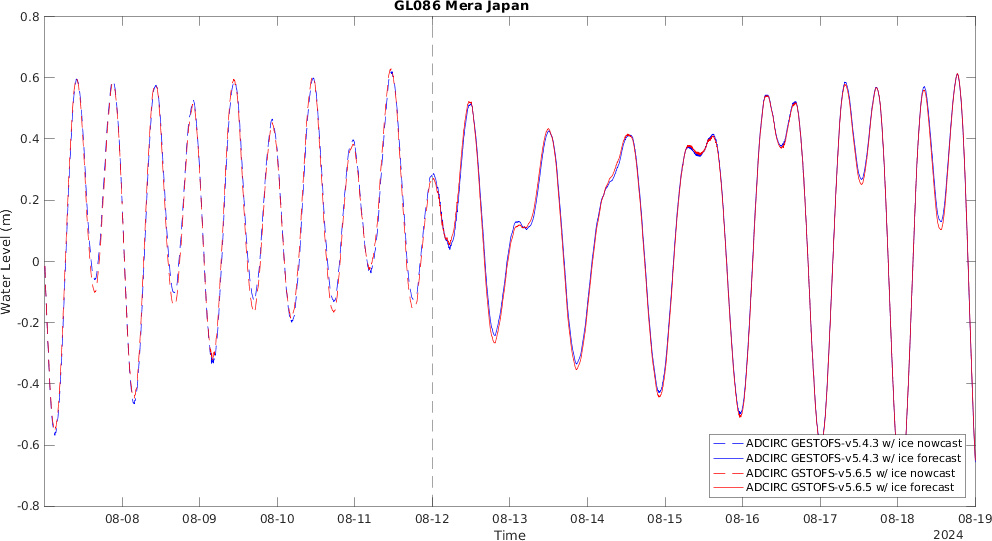 GL086 Mera Japan
0.8
0.6
0.4
0.2
0
-0.2
-0.4
-0.6
-0.8
Water Level (m)
ADCIRC GESTOFS-v5.4.3 w/ ice nowcast
ADCIRC GESTOFS-v5.4.3 w/ ice forecast
ADCIRC GSTOFS-v5.6.5 w/ ice nowcast
ADCIRC GSTOFS-v5.6.5 w/ ice forecast
08-08 08-09 08-10 08-11 08-12 08-13 08-14 08-15 08-16 08-17 08-18 08-19
Time
2024